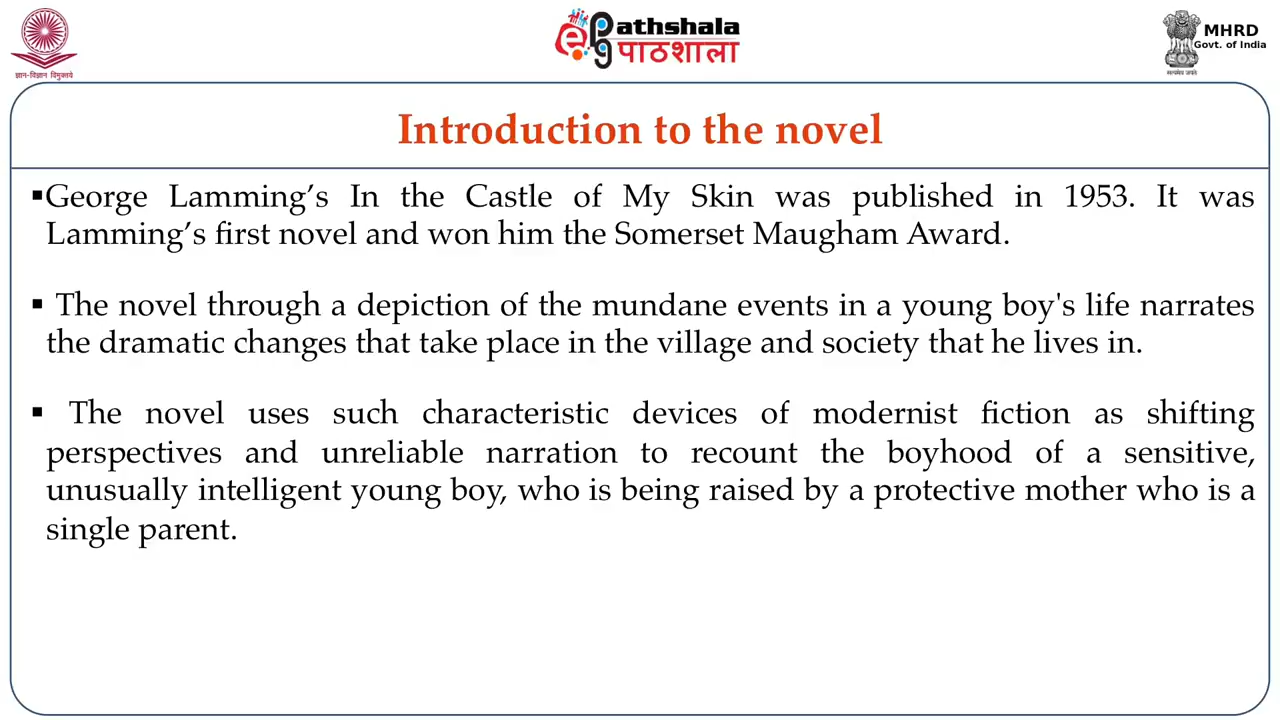 ज्ञान-विज्ञान विमुक्तये
ePathshala
पाठशाला
MHRD
Govt. of India
सत्यमेव जयते
Introduction to the novel
▪George Lamming’s In the Castle of My Skin was published in 1953. It was
Lamming’s first novel and won him the Somerset Maugham Award.
▪ The novel through a depiction of the mundane events in a young boy's life narrates
the dramatic changes that take place in the village and society that he lives in.
▪ The novel uses such characteristic devices of modernist fiction as shifting
perspectives and unreliable narration to recount the boyhood of a sensitive,
unusually intelligent young boy, who is being raised by a protective mother who is a
single parent.